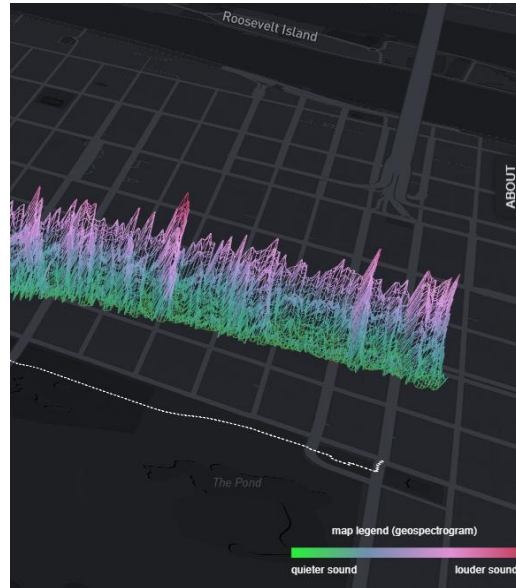 Roosevelt Island
ABOUT
The Pond
map legend (geospectrogram)
quieter sound louder sound